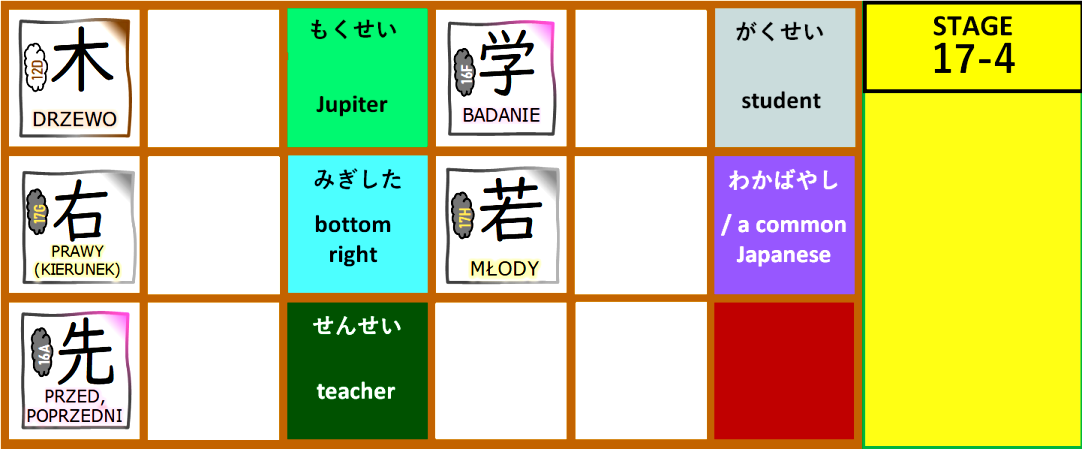 12D
木
DRZEWO
もくせい
Jupiter
16F
学
BADANIE
がくせい
student
STAGE
17-4
17G
右
PRAWY
(KIERUNEK)
みぎした
bottom
right
17H
若
MŁODY
わかばやし
/ a common
Japanese
16A
先
PRZED,
POPRZEDNI
せんせい
teacher